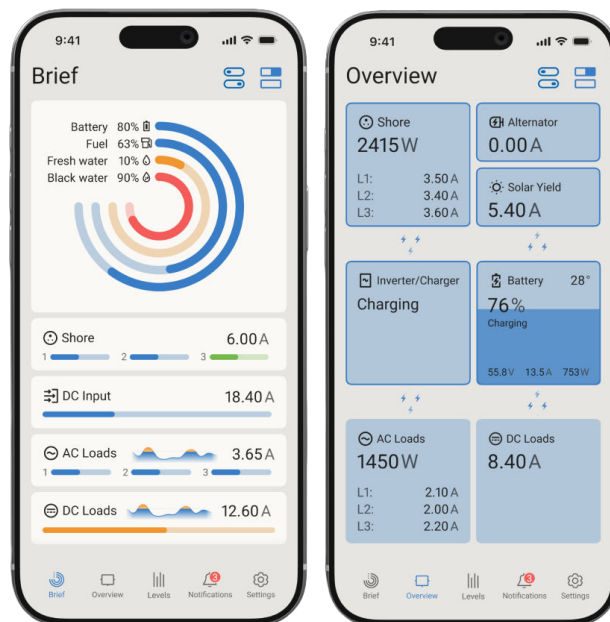 9:41
Brief
Battery 80%
Fuel 63%
Fresh water 10%
Black water 90%
Shore 6.00 A
1 2 3
DC Input 18.40 A
AC Loads 3.65 A
1 2 3
DC Loads 12.60 A
3
Brief Overview Levels Notifications Settings
9:41
Overview
Shore
2415 W
L1: 3.50 A
L2: 3.40 A
L3: 3.60 A
Alternator
0.00 A
Solar Yield
5.40 A
Inverter/Charger
Charging
Battery 28°
76%
Charging
55.8 V 13.5 A 753 W
AC Loads
1450 W
L1: 2.10 A
L2: 2.00 A
L3: 2.20 A
DC Loads
8.40 A
3
Brief Overview Levels Notifications Settings